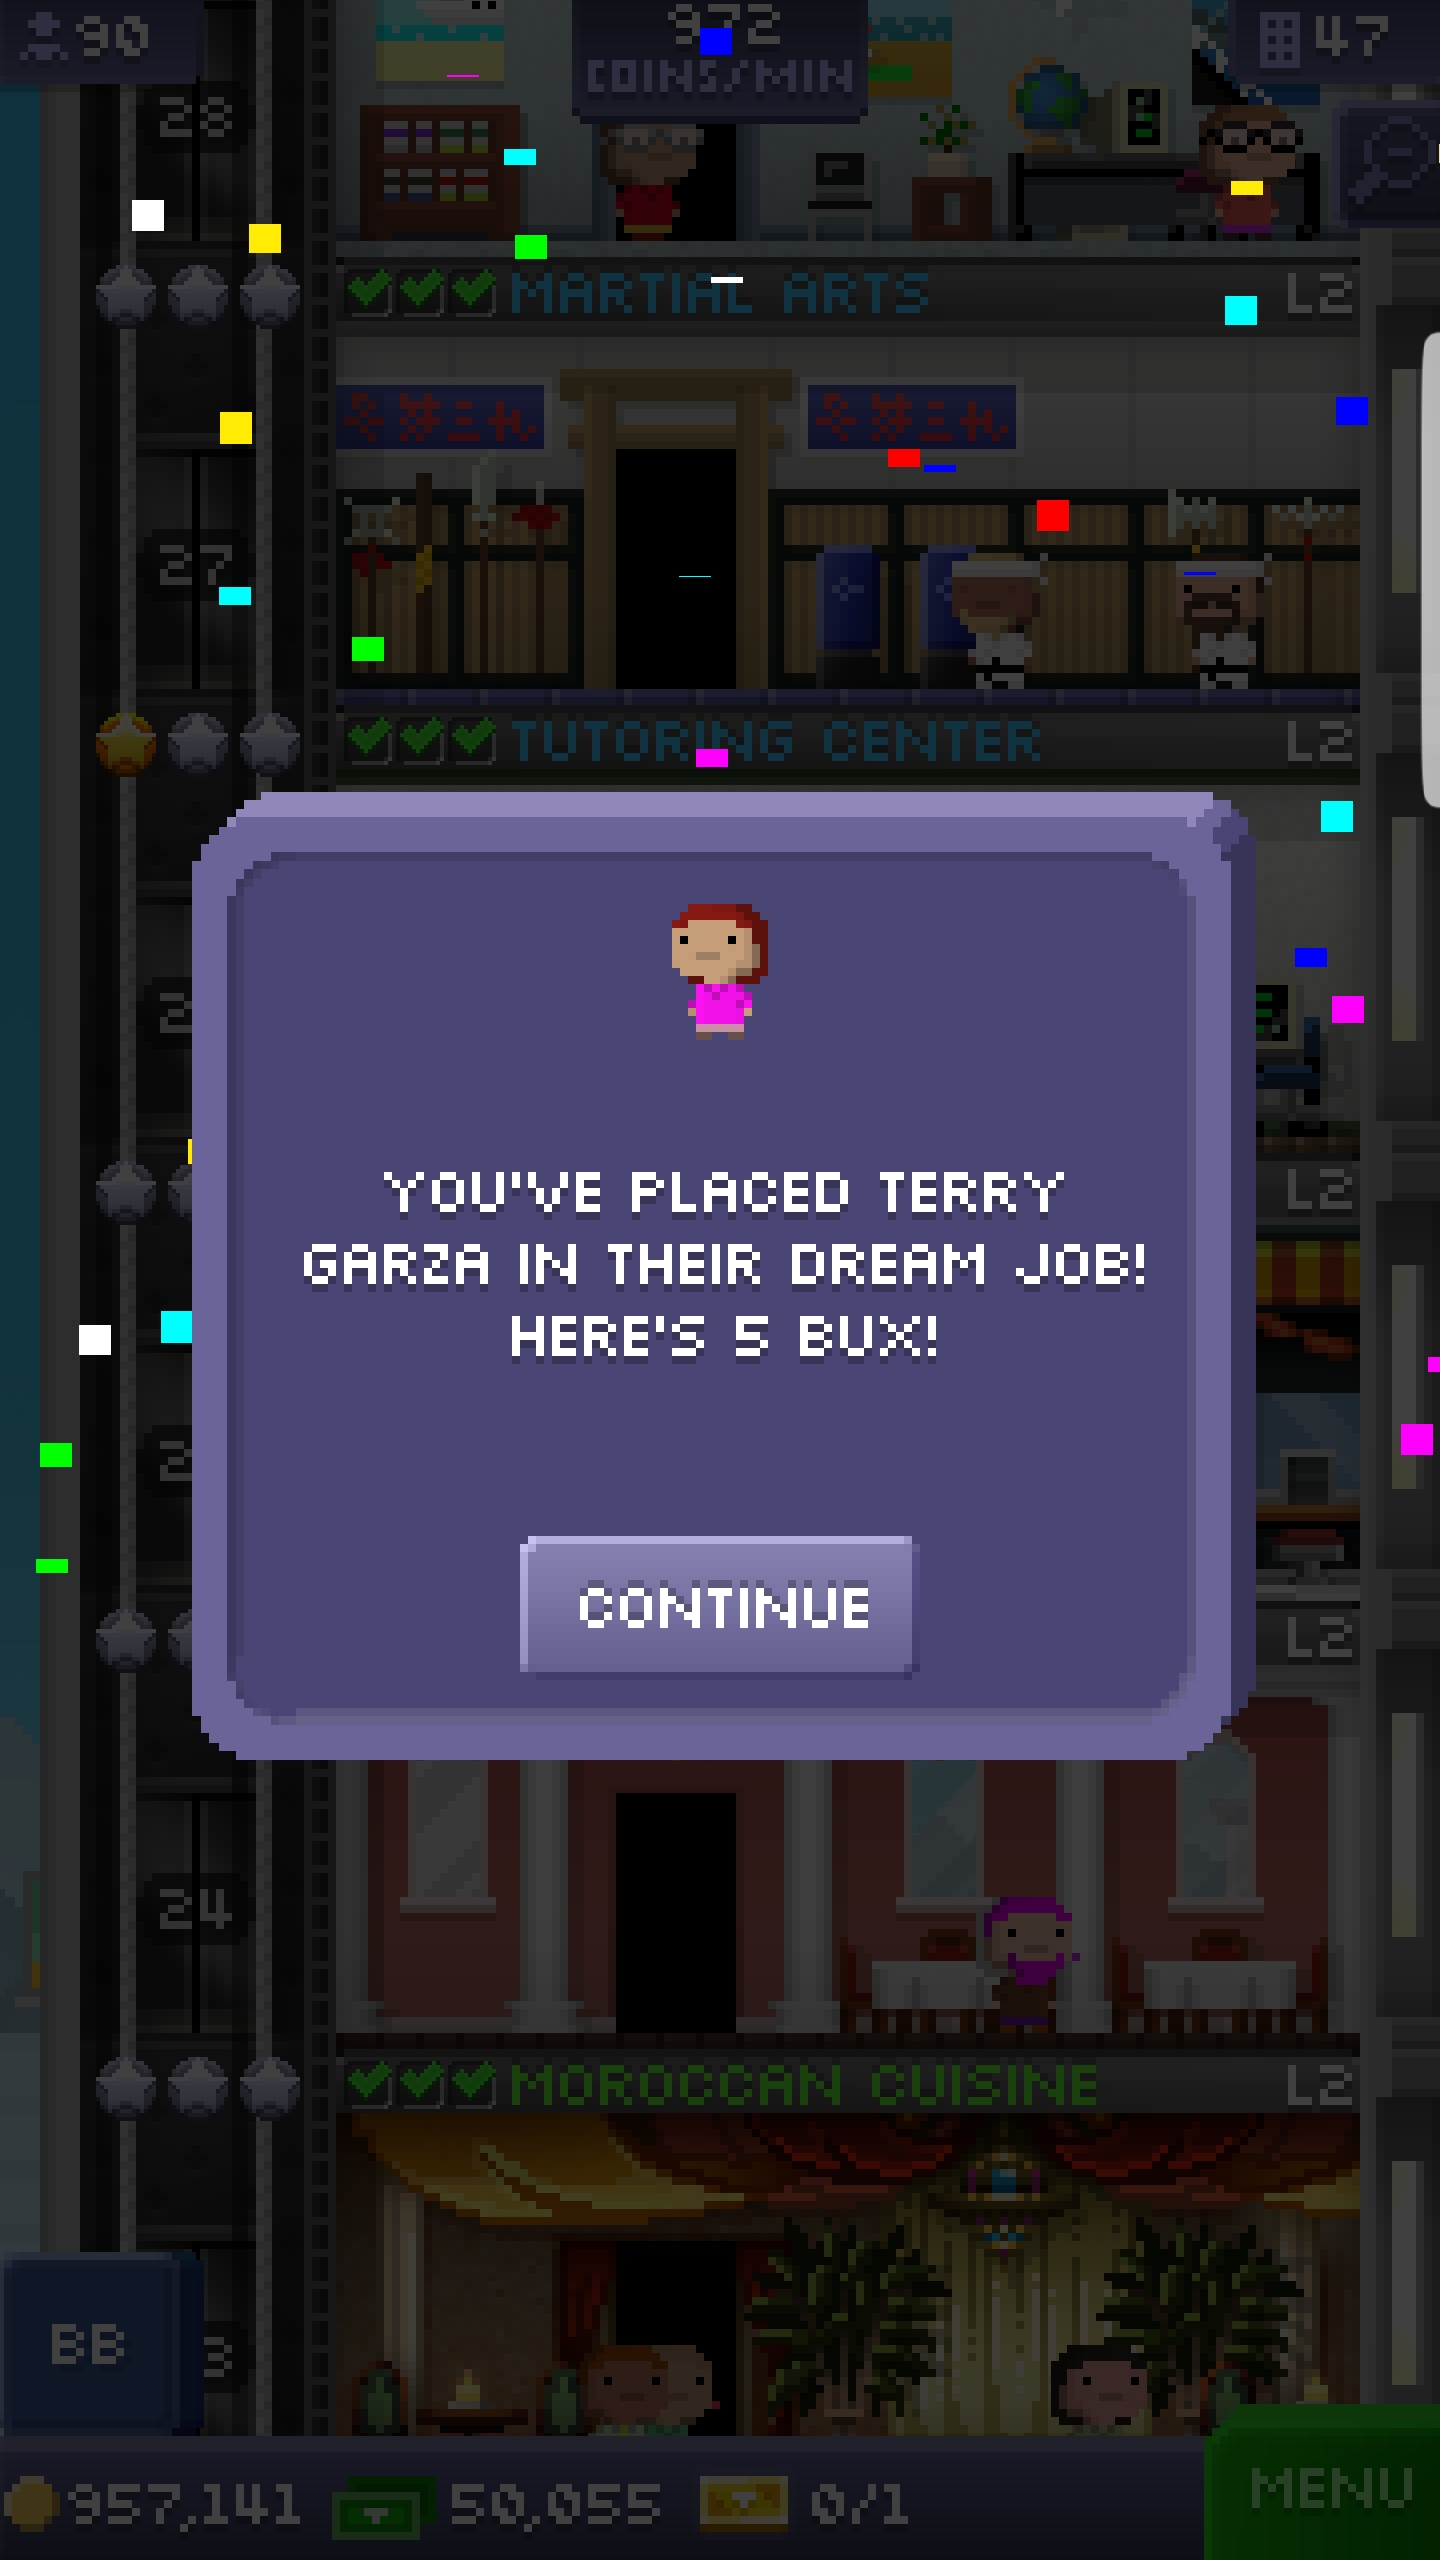 90
972
COINS/MIN
47
28
MARTIAL ARTS L2
27
TUTORING CENTER L2
L2
YOU'VE PLACED TERRY
GARZA IN THEIR DREAM JOB!
HERE'S 5 BUX!
CONTINUE
L2
24
MOROCCAN CUISINE L2
BB
957,141 50,055 0/1
MENU